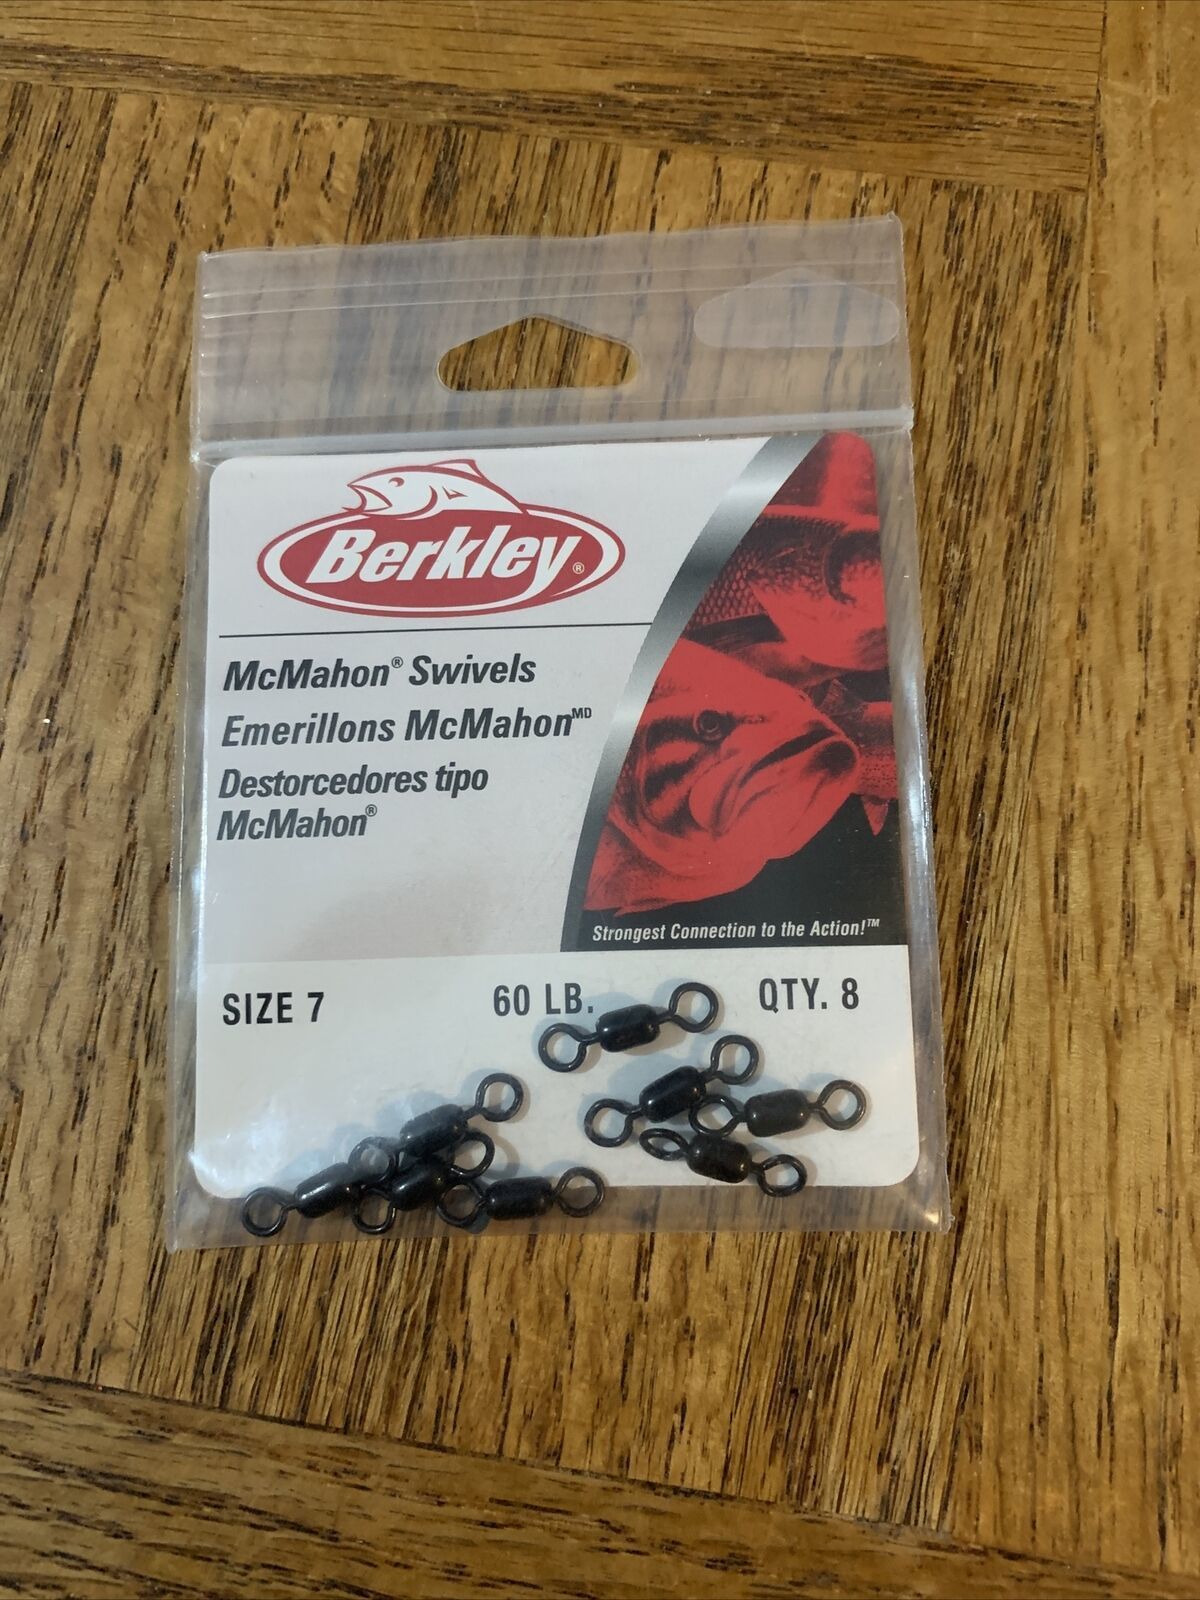 Berkley®
McMahon® Swivels
Emerillons McMahonMD
Destorcedores tipo
McMahon®
Strongest Connection to the Action!™
SIZE 7 60 LB. QTY. 8